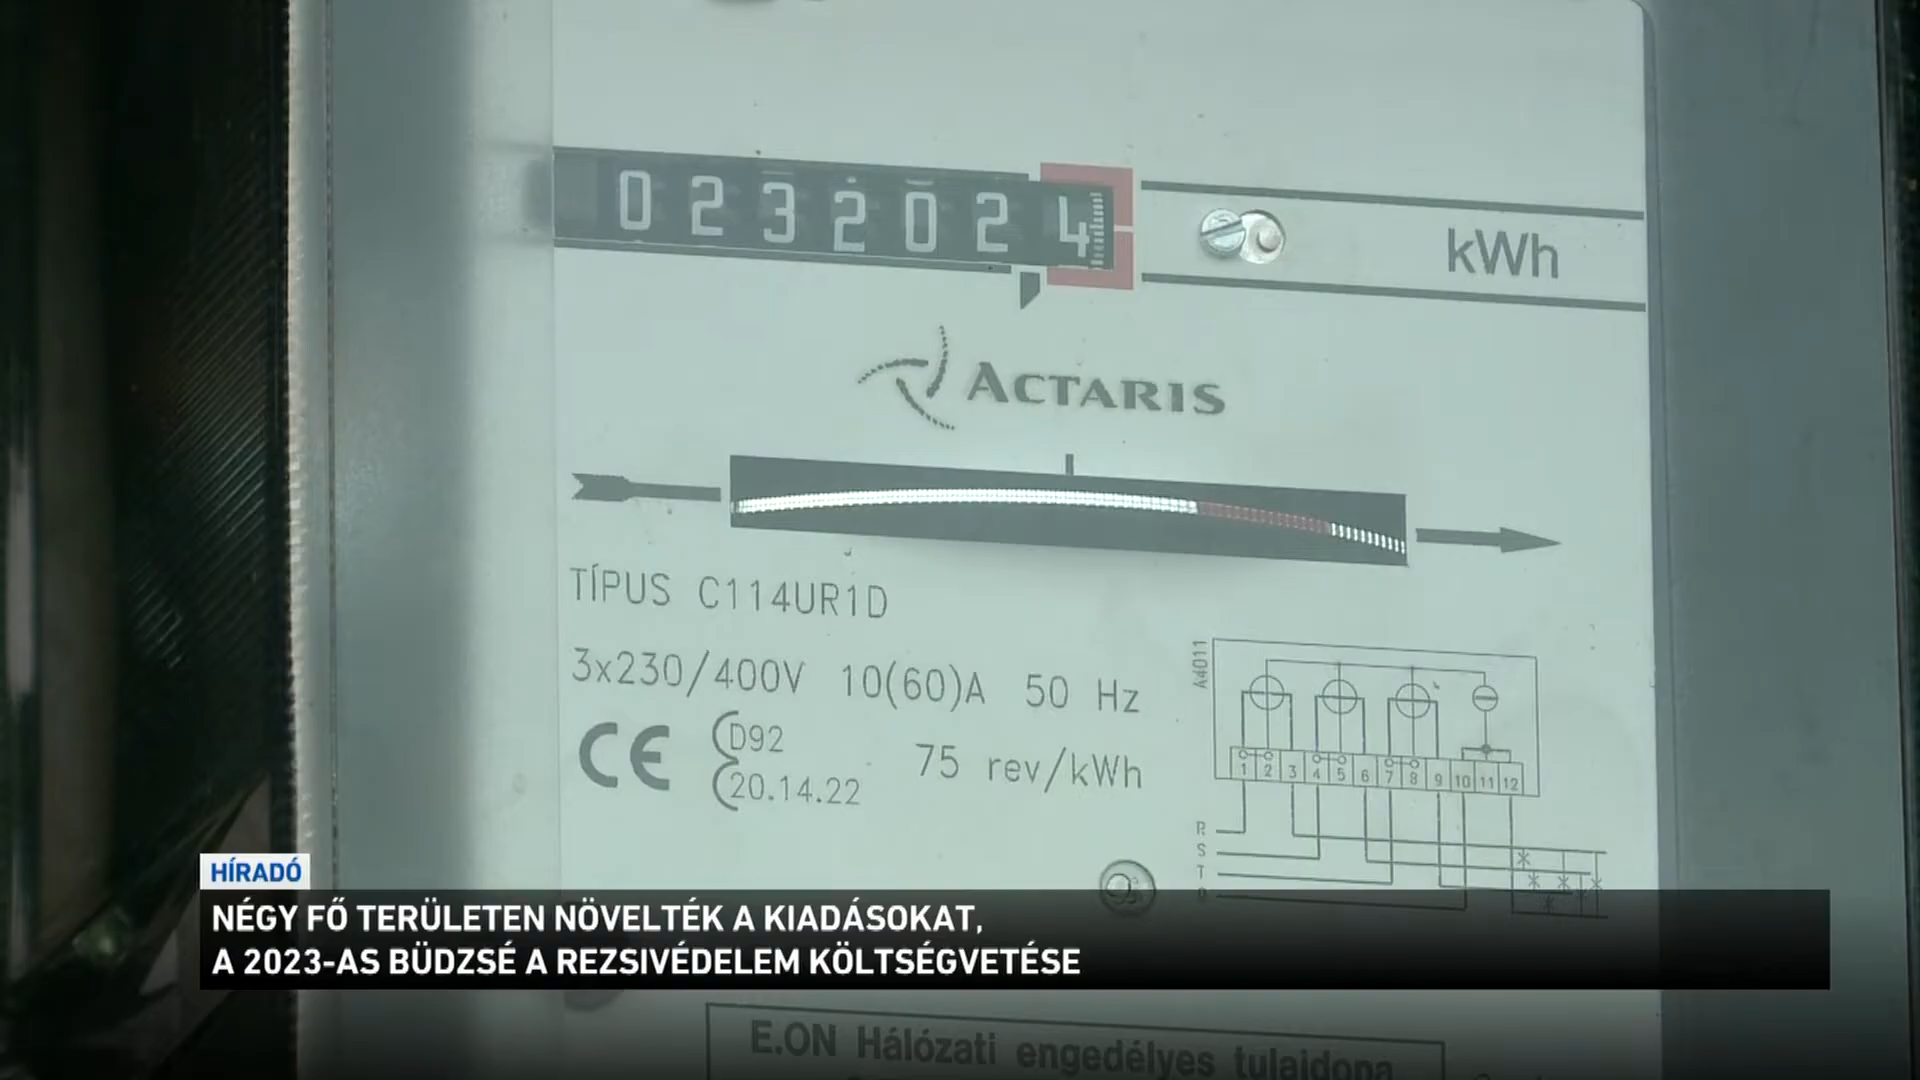 0232024
kWh
ACTARIS
TÍPUS C114UR1D
3x230/400V 10(60)A 50 Hz
CE D92 75 rev/kWh
20.14.22
A4011
1 2 3 4 5 6 7 8 9 10 11 12
R
S
T
HÍRADÓ
NÉGY FŐ TERÜLETEN NÖVELTÉK A KIADÁSOKAT,
A 2023-AS BÜDZSÉ A REZSIVÉDELEM KÖLTSÉGVETÉSE
E.ON Hálózati engedélyes tulajdona